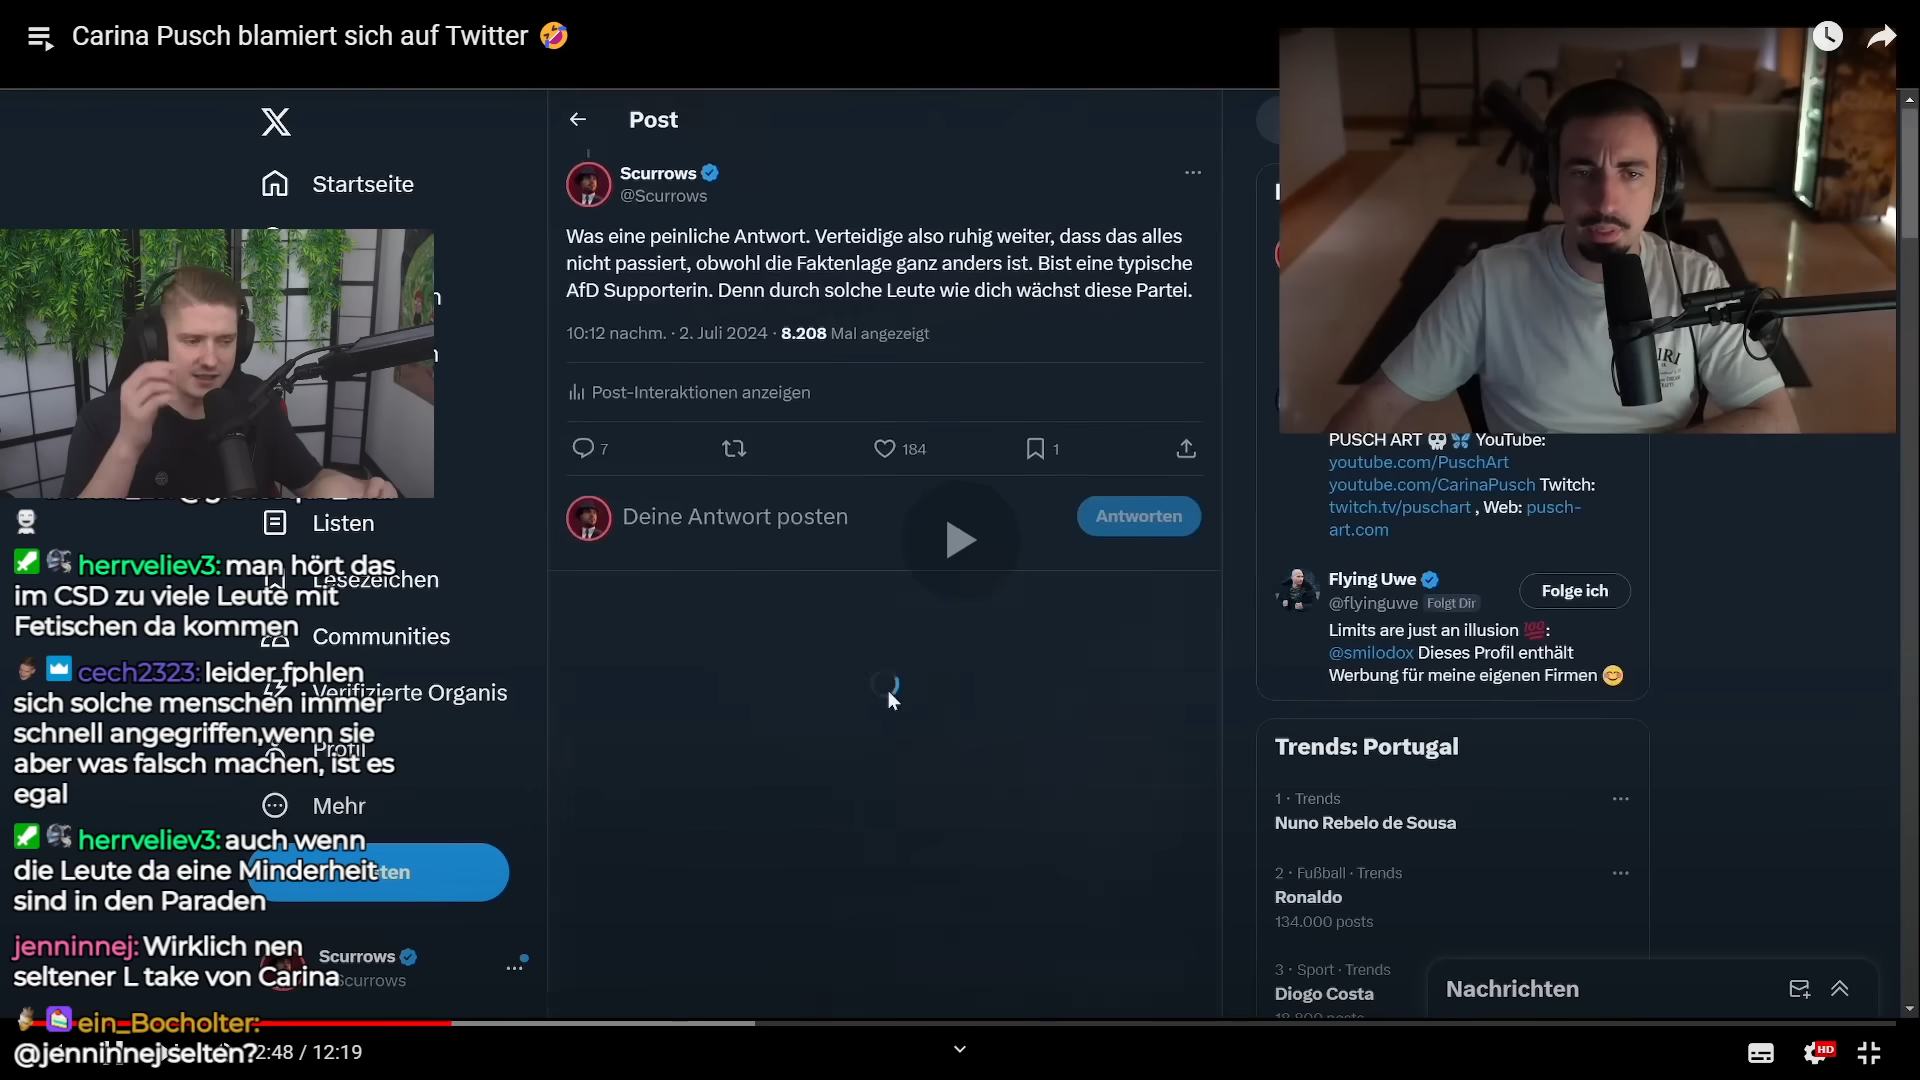 Carina Pusch blamiert sich auf Twitter 🤣
Post
Startseite
Scurrows
@Scurrows
Was eine peinliche Antwort. Verteidige also ruhig weiter, dass das alles
nicht passiert, obwohl die Faktenlage ganz anders ist. Bist eine typische
AfD Supporterin. Denn durch solche Leute wie dich wächst diese Partei.
10:12 nachm. · 2. Juli 2024 · 8.208 Mal angezeigt
Post-Interaktionen anzeigen
7
184
1
Deine Antwort posten
Antworten
Listen
Lesezeichen
Communities
Verifizierte Organis
Profil
Mehr
Scurrows
Scurrows
herrveliev3: man hört das
im CSD zu viele Leute mit
Fetischen da kommen
cech2323: leider fphlen
sich solche menschen immer
schnell angegriffen,wenn sie
aber was falsch machen, ist es
egal
herrveliev3: auch wenn
die Leute da eine Minderheit
sind in den Paraden
jenninnej: Wirklich nen
seltener L take von Carina
ein_Bocholter:
@jenninnej selten?
2:48 / 12:19
PUSCH ART 💀🦋 YouTube:
youtube.com/PuschArt
youtube.com/CarinaPusch Twitch:
twitch.tv/puschart , Web: pusch-
art.com
Flying Uwe
@flyinguwe Folgt Dir
Folge ich
Limits are just an illusion 💯:
@smilodox Dieses Profil enthält
Werbung für meine eigenen Firmen 😊
Trends: Portugal
1 · Trends
Nuno Rebelo de Sousa
2 · Fußball · Trends
Ronaldo
134.000 posts
3 · Sport · Trends
Diogo Costa
Nachrichten
HD